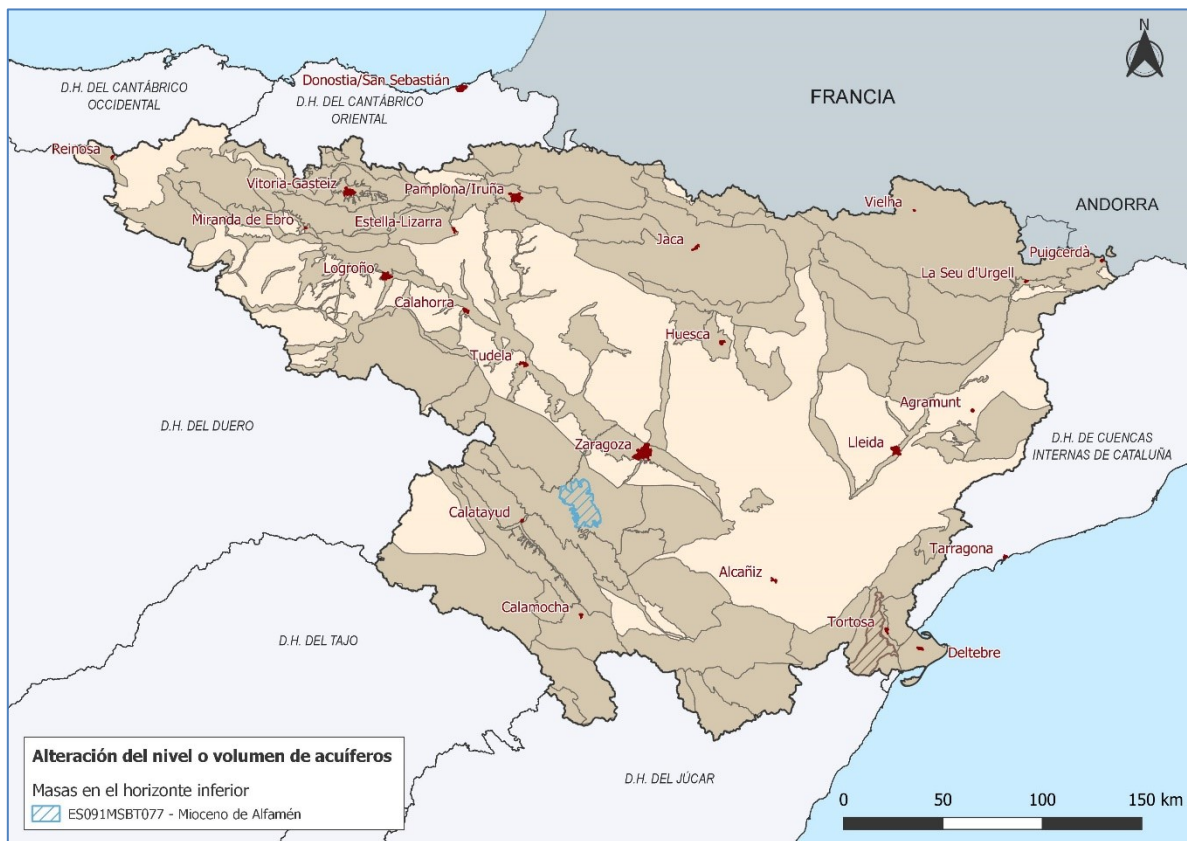 N
Donostia/San Sebastián
D.H. DEL CANTÁBRICO
OCCIDENTAL
D.H. DEL CANTÁBRICO
ORIENTAL
FRANCIA
Reinosa
Vitoria-Gasteiz
Pamplona/Iruña
Vielha
ANDORRA
Miranda de Ebro
Estella-Lizarra
Jaca
Puigcerdà
La Seu d'Urgell
Logroño
Calahorra
Huesca
Tudela
Agramunt
D.H. DEL DUERO
Zaragoza
Lleida
D.H. DE CUENCAS
INTERNAS DE CATALUÑA
Calatayud
Tarragona
Alcañiz
Calamocha
Tortosa
D.H. DEL TAJO
Deltebre
Alteración del nivel o volumen de acuíferos
Masas en el horizonte inferior
ES091MSBT077 - Mioceno de Alfamén
D.H. DEL JÚCAR
0 50 100 150 km